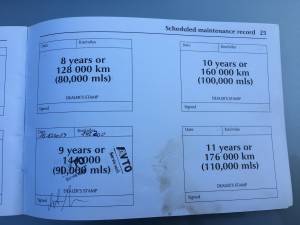 Scheduled maintenance record 23
Date Km/miles
8 years or
128 000 km
(80,000 mls)
DEALER'S STAMP
Signed
Date Km/miles
10 years or
160 000 km
(100,000 mls)
DEALER'S STAMP
Signed
Date Km/miles
9 years or
144 000
(90,000 mls)
AVTO
DEALER'S STAMP
Signed
Date Km/miles
11 years or
176 000 km
(110,000 mls)
DEALER'S STAMP
Signed